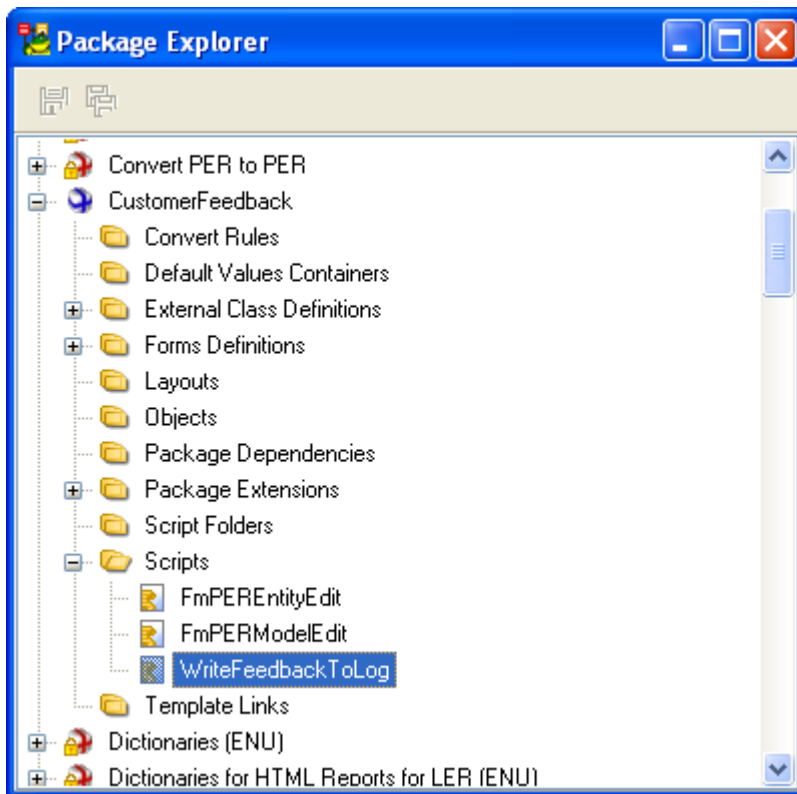 Package Explorer
Convert PER to PER
CustomerFeedback
Convert Rules
Default Values Containers
External Class Definitions
Forms Definitions
Layouts
Objects
Package Dependencies
Package Extensions
Script Folders
Scripts
FmPEREntityEdit
FmPERModelEdit
WriteFeedbackToLog
Template Links
Dictionaries (ENU)
Dictionaries for HTML Reports for LER (ENU)